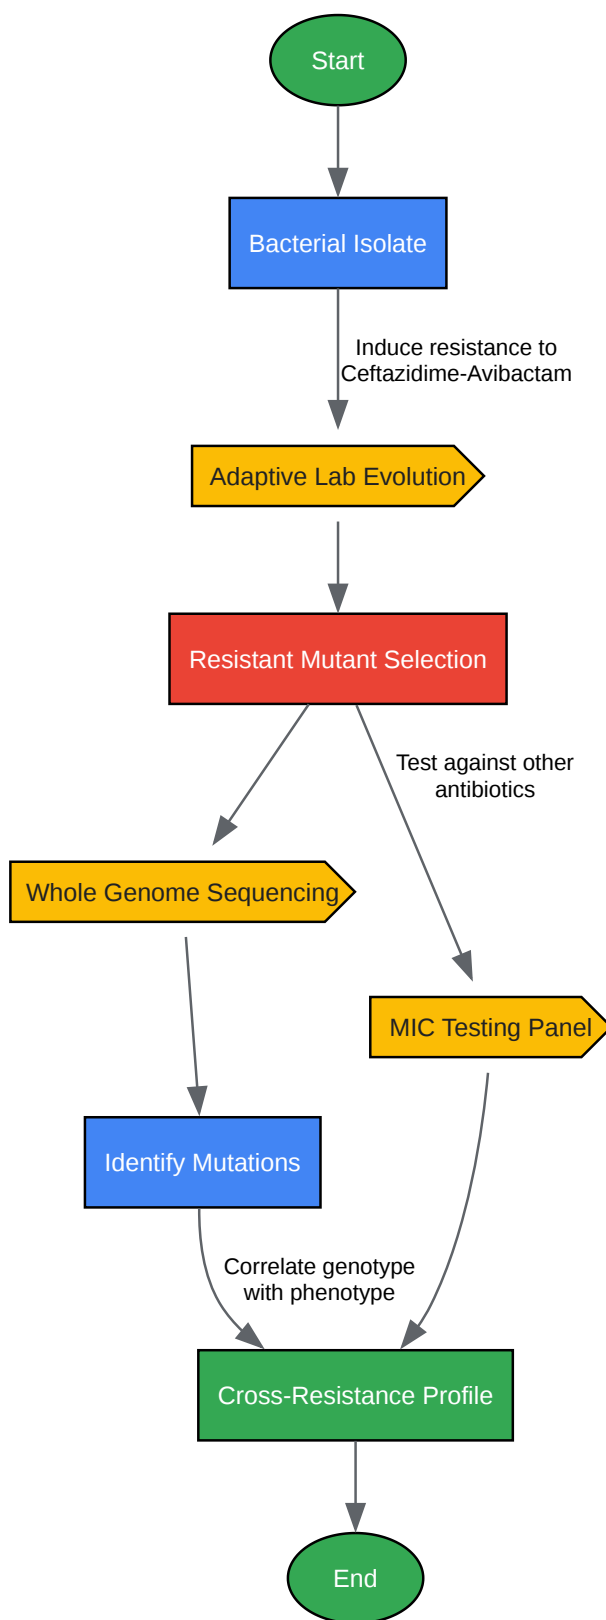 Start
Bacterial Isolate
Induce resistance to
Ceftazidime-Avibactam
Adaptive Lab Evolution
Resistant Mutant Selection
Test against other
antibiotics
Whole Genome Sequencing
MIC Testing Panel
Identify Mutations
Correlate genotype
with phenotype
Cross-Resistance Profile
End